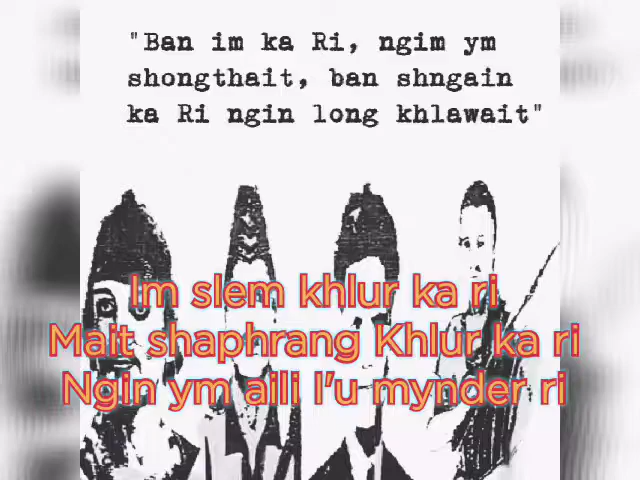 "Ban im ka Ri, ngim ym
shongthait, ban shngain
ka Ri ngin long khlawait"
Im slem khlur ka ri
Mait shaphrang Khlur ka ri
Ngin ym aili l'u mynder ri